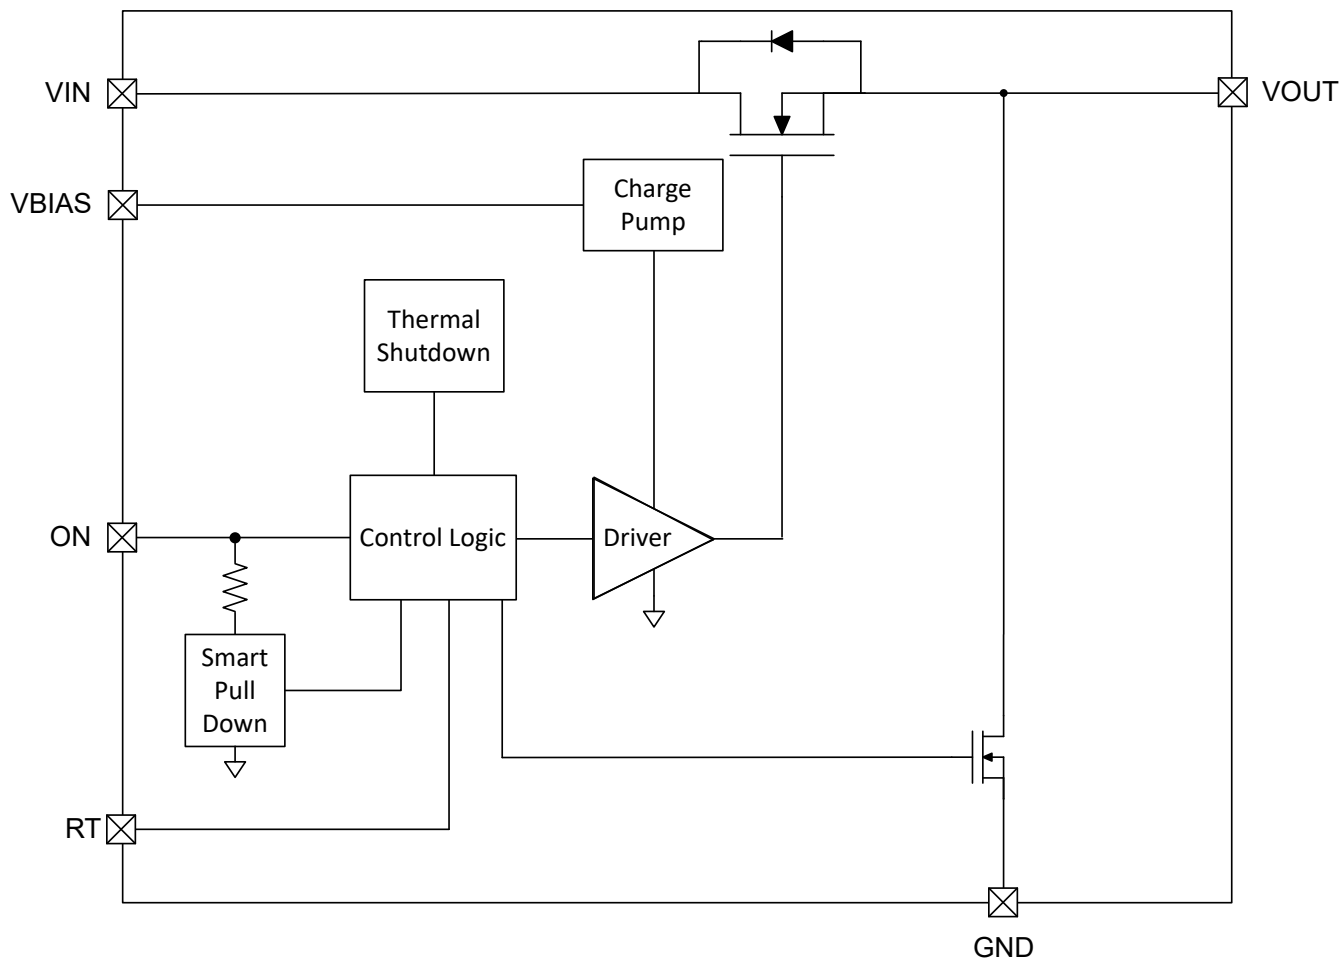 VIN
VOUT
VBIAS
Charge
Pump
Thermal
Shutdown
ON
Control Logic
Driver
Smart
Pull
Down
RT
GND